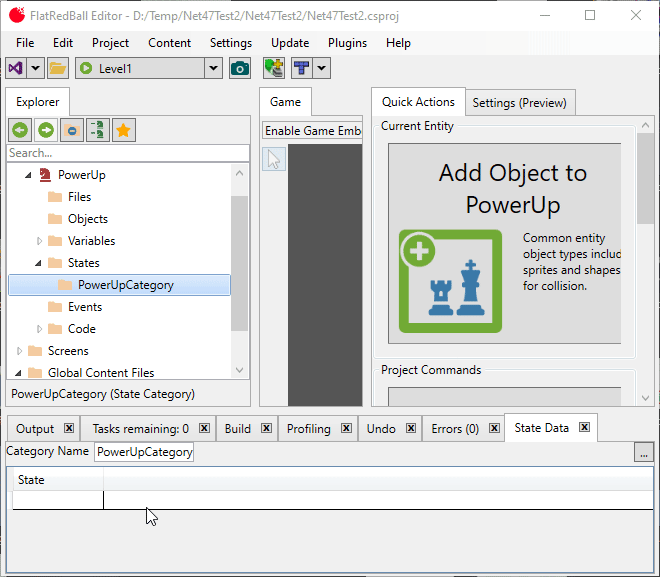 FlatRedBall Editor - D:/Temp/Net47Test2/Net47Test2/Net47Test2.csproj
File Edit Project Content Settings Update Plugins Help
Level1
Explorer
Search...
PowerUp
Files
Objects
Variables
States
PowerUpCategory
Events
Code
Screens
Global Content Files
PowerUpCategory (State Category)
Game
Enable Game Emb
Quick Actions Settings (Preview)
Current Entity
Add Object to
PowerUp
Common entity
object types includ
sprites and shapes
for collision.
Project Commands
Output Tasks remaining: 0 Build Profiling Undo Errors (0) State Data
Category Name PowerUpCategory ...
State